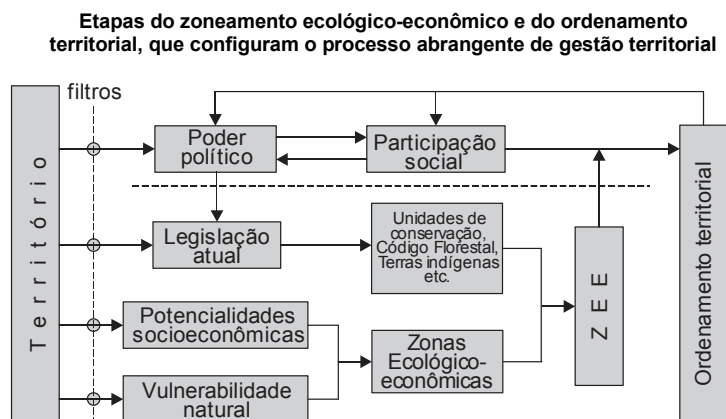 Etapas do zoneamento ecológico-econômico e do ordenamento
territorial, que configuram o processo abrangente de gestão territorial
filtros
Território
Poder
político
Participação
social
Legislação
atual
Unidades de
conservação,
Código Florestal,
Terras indígenas
etc.
Potencialidades
socioeconômicas
Vulnerabilidade
natural
Zonas
Ecológico-
econômicas
ZEE
Ordenamento territorial